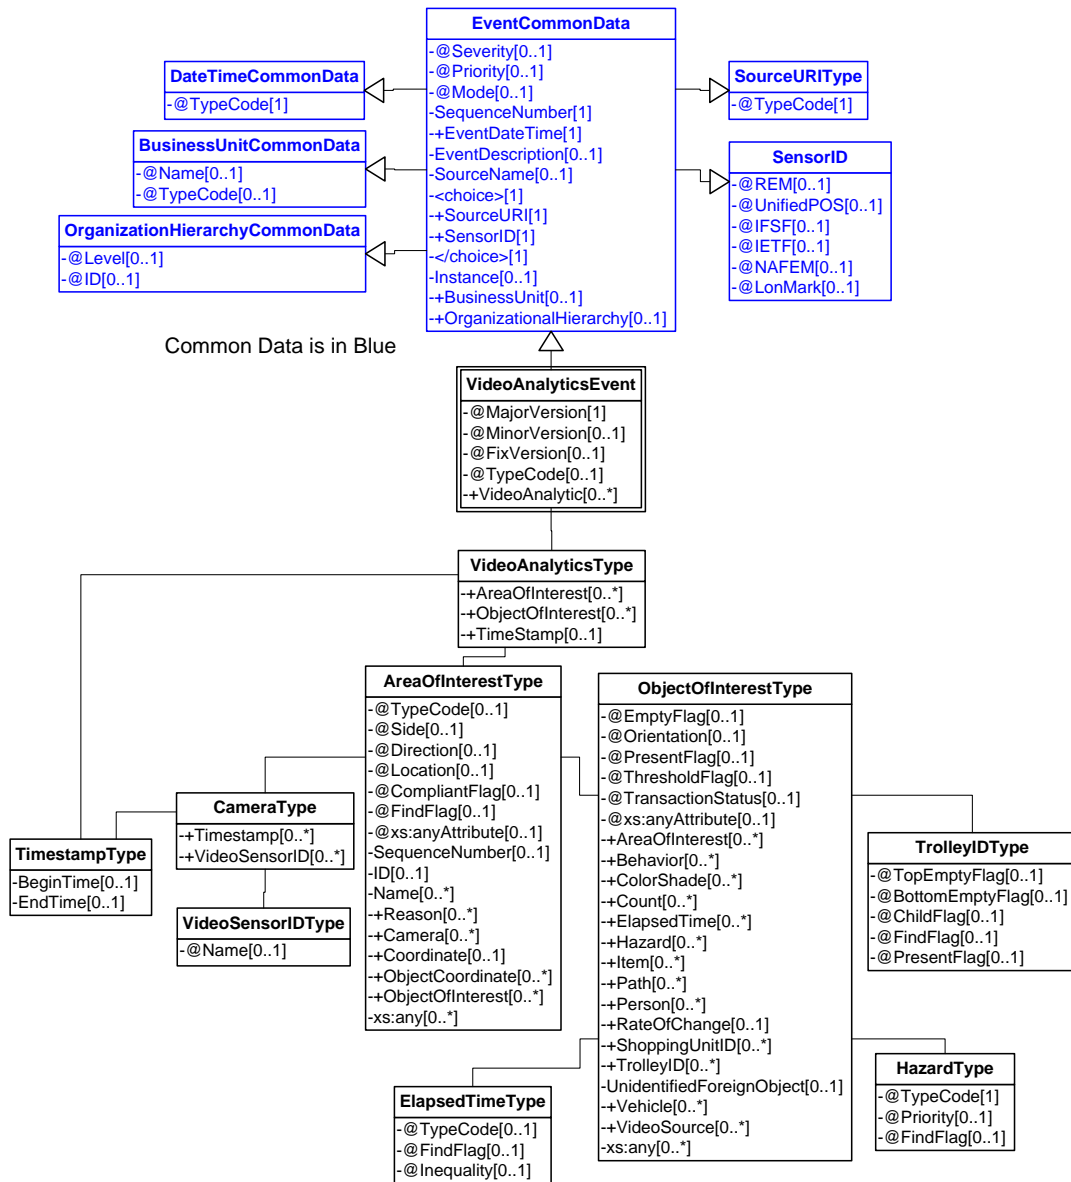 EventCommonData
-@Severity[0..1]
-@Priority[0..1]
-@Mode[0..1]
-SequenceNumber[1]
-+EventDateTime[1]
-EventDescription[0..1]
-SourceName[0..1]
-<choice>[1]
-+SourceURI[1]
-+SensorID[1]
-</choice>[1]
-Instance[0..1]
-+BusinessUnit[0..1]
-+OrganizationalHierarchy[0..1]
DateTimeCommonData
-@TypeCode[1]
BusinessUnitCommonData
-@Name[0..1]
-@TypeCode[0..1]
OrganizationHierarchyCommonData
-@Level[0..1]
-@ID[0..1]
SourceURIType
-@TypeCode[1]
SensorID
-@REM[0..1]
-@UnifiedPOS[0..1]
-@IFSF[0..1]
-@IETF[0..1]
-@NAFEM[0..1]
-@LonMark[0..1]
Common Data is in Blue
VideoAnalyticsEvent
-@MajorVersion[1]
-@MinorVersion[0..1]
-@FixVersion[0..1]
-@TypeCode[0..1]
-+VideoAnalytic[0..*]
VideoAnalyticsType
-+AreaOfInterest[0..*]
-+ObjectOfInterest[0..*]
-+TimeStamp[0..1]
AreaOfInterestType
-@TypeCode[0..1]
-@Side[0..1]
-@Direction[0..1]
-@Location[0..1]
-@CompliantFlag[0..1]
-@FindFlag[0..1]
-@xs:anyAttribute[0..1]
-SequenceNumber[0..1]
-ID[0..1]
-Name[0..*]
-+Reason[0..*]
-+Camera[0..*]
-+Coordinate[0..1]
-+ObjectCoordinate[0..*]
-+ObjectOfInterest[0..*]
-xs:any[0..*]
ObjectOfInterestType
-@EmptyFlag[0..1]
-@Orientation[0..1]
-@PresentFlag[0..1]
-@ThresholdFlag[0..1]
-@TransactionStatus[0..1]
-@xs:anyAttribute[0..1]
-+AreaOfInterest[0..*]
-+Behavior[0..*]
-+ColorShade[0..*]
-+Count[0..*]
-+ElapsedTime[0..*]
-+Hazard[0..*]
-+Item[0..*]
-+Path[0..*]
-+Person[0..*]
-+RateOfChange[0..1]
-+ShoppingUnitID[0..*]
-+TrolleyID[0..*]
-UnidentifiedForeignObject[0..1]
-+Vehicle[0..*]
-+VideoSource[0..*]
-xs:any[0..*]
CameraType
-+Timestamp[0..*]
-+VideoSensorID[0..*]
TimestampType
-BeginTime[0..1]
-EndTime[0..1]
VideoSensorIDType
-@Name[0..1]
TrolleyIDType
-@TopEmptyFlag[0..1]
-@BottomEmptyFlag[0..1]
-@ChildFlag[0..1]
-@FindFlag[0..1]
-@PresentFlag[0..1]
HazardType
-@TypeCode[1]
-@Priority[0..1]
-@FindFlag[0..1]
ElapsedTimeType
-@TypeCode[0..1]
-@FindFlag[0..1]
-@Inequality[0..1]